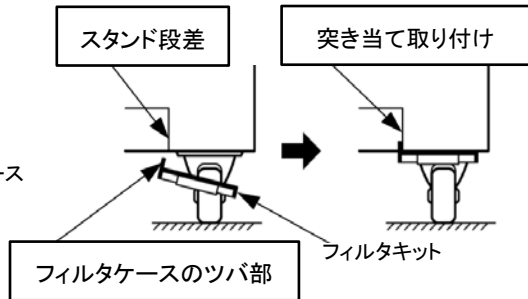 スタンド段差
突き当て取り付け
ース
フィルタキット
フィルタケースのツバ部